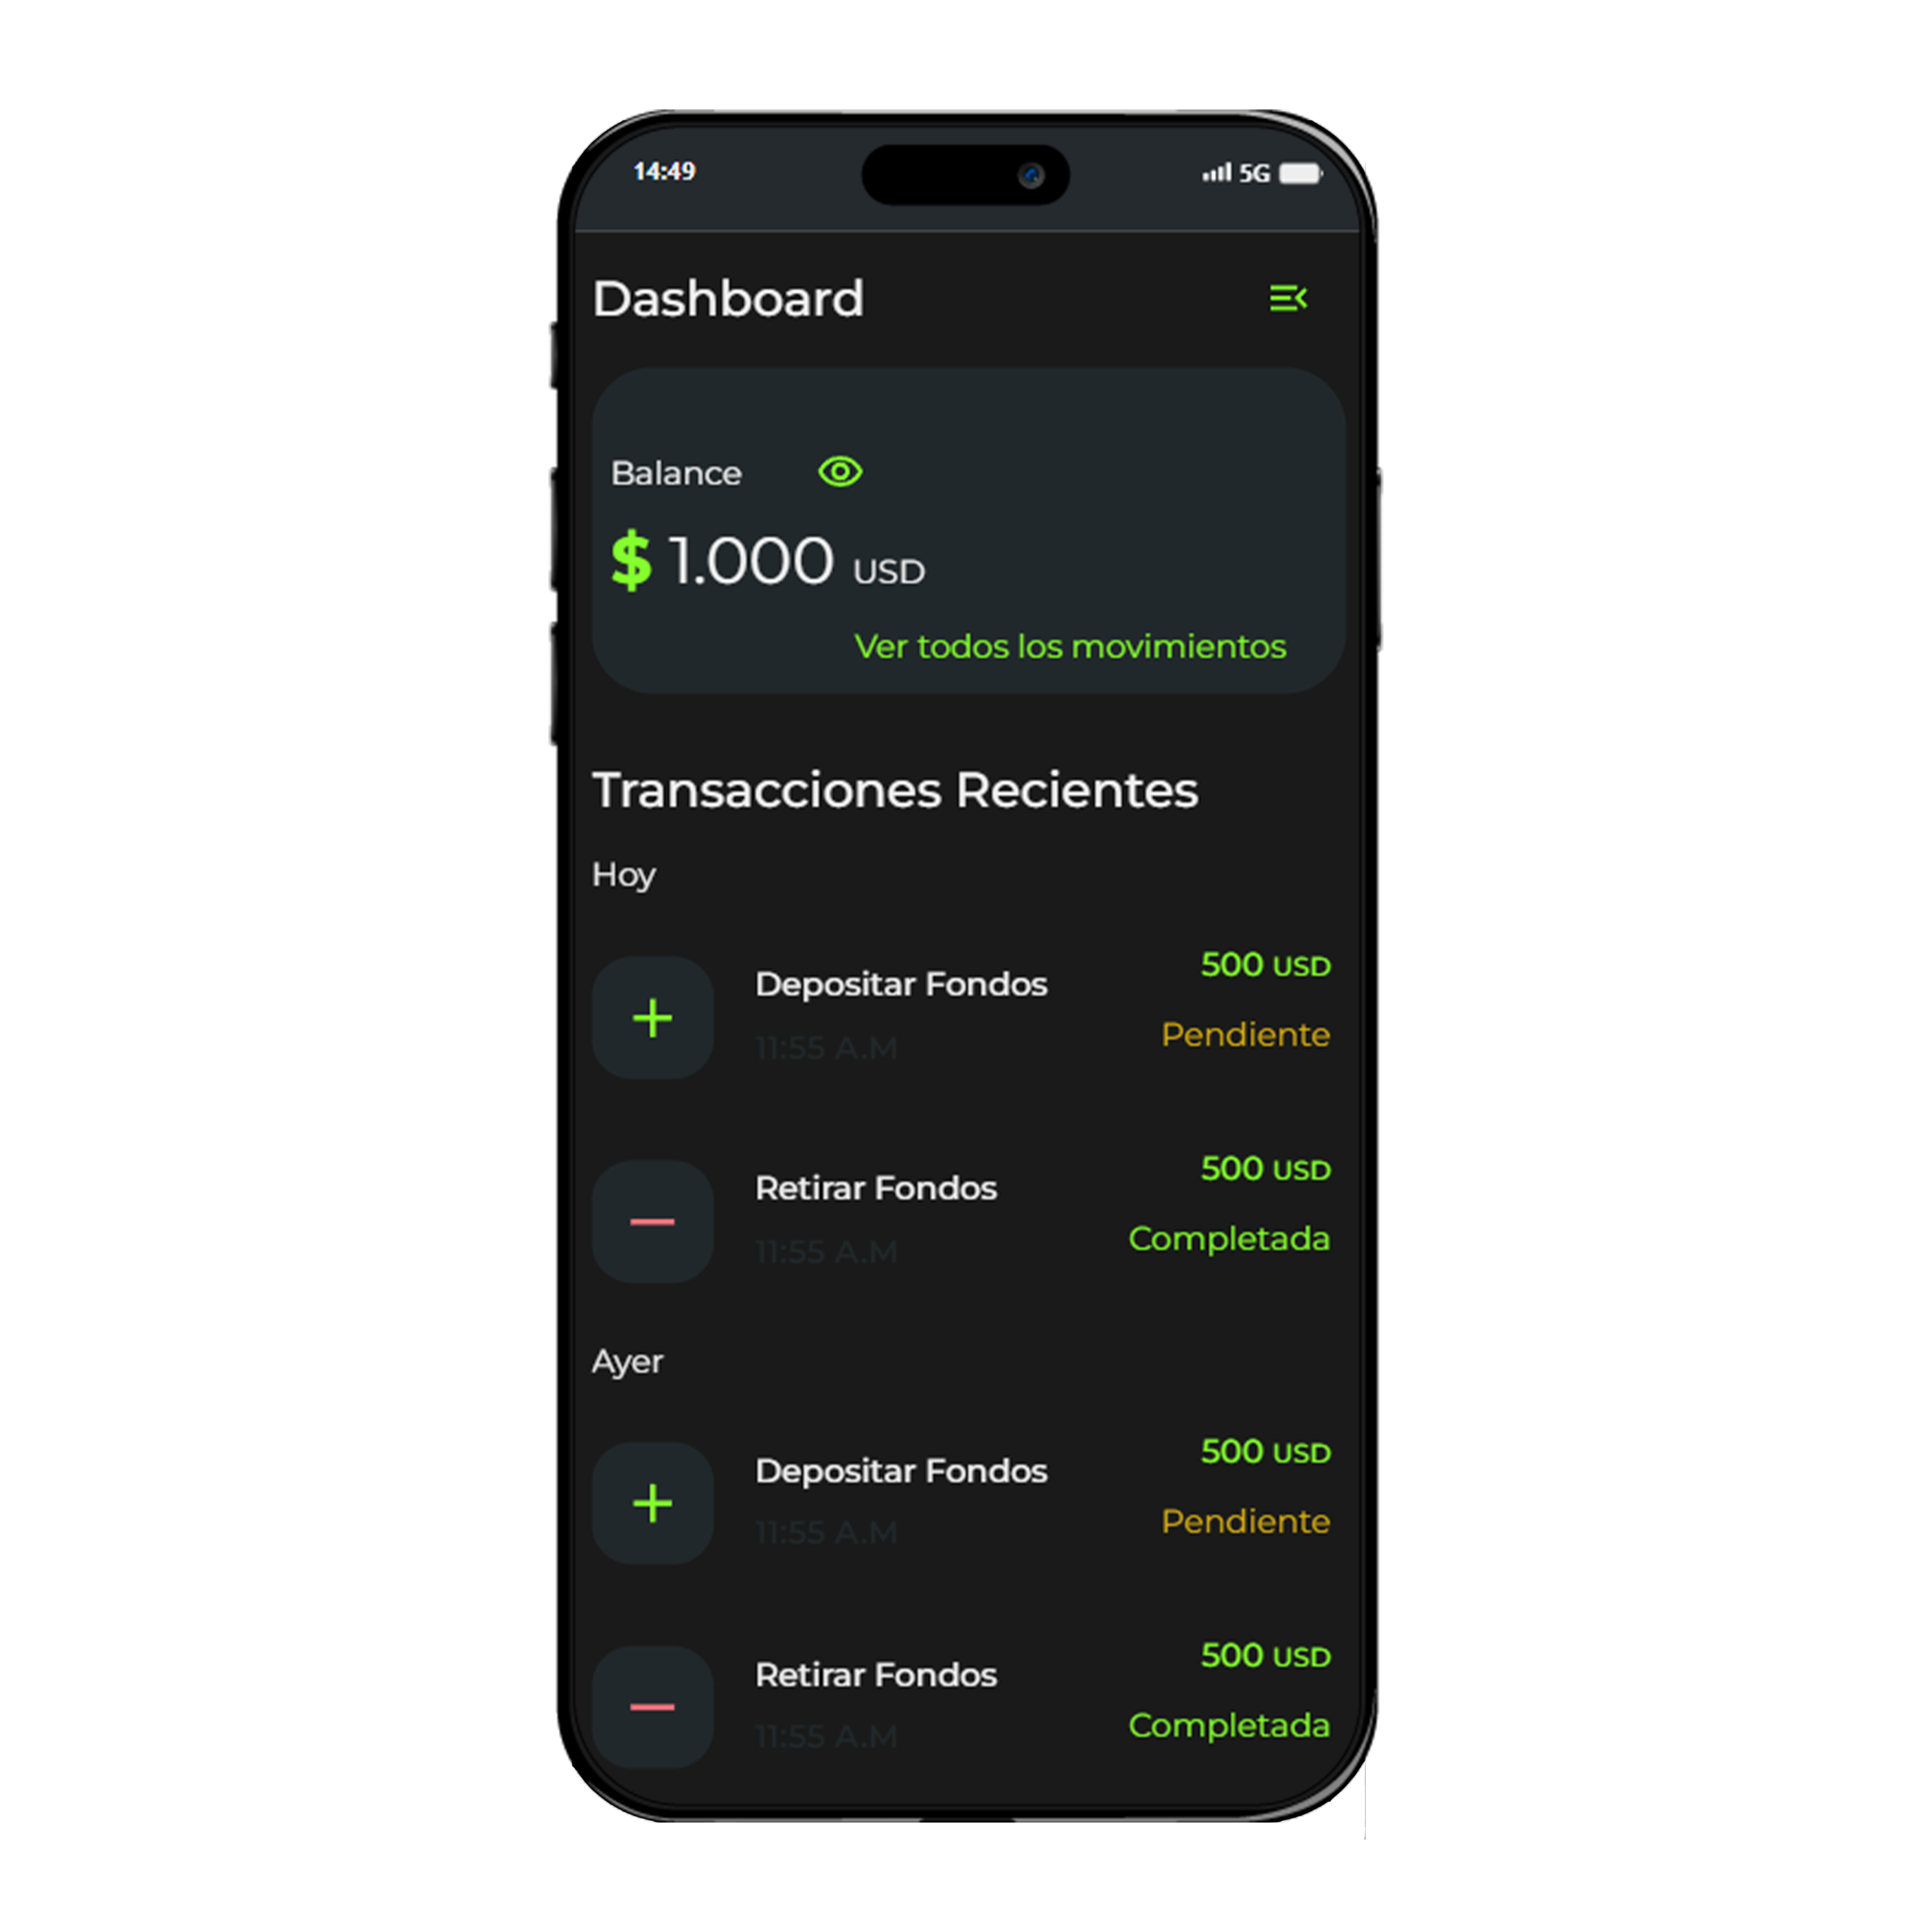 14:49
5G
Dashboard
Balance
$ 1.000 USD
Ver todos los movimientos
Transacciones Recientes
Hoy
Depositar Fondos
500 USD
11:55 A.M
Pendiente
Retirar Fondos
500 USD
11:55 A.M
Completada
Ayer
Depositar Fondos
500 USD
11:55 A.M
Pendiente
Retirar Fondos
500 USD
11:55 A.M
Completada